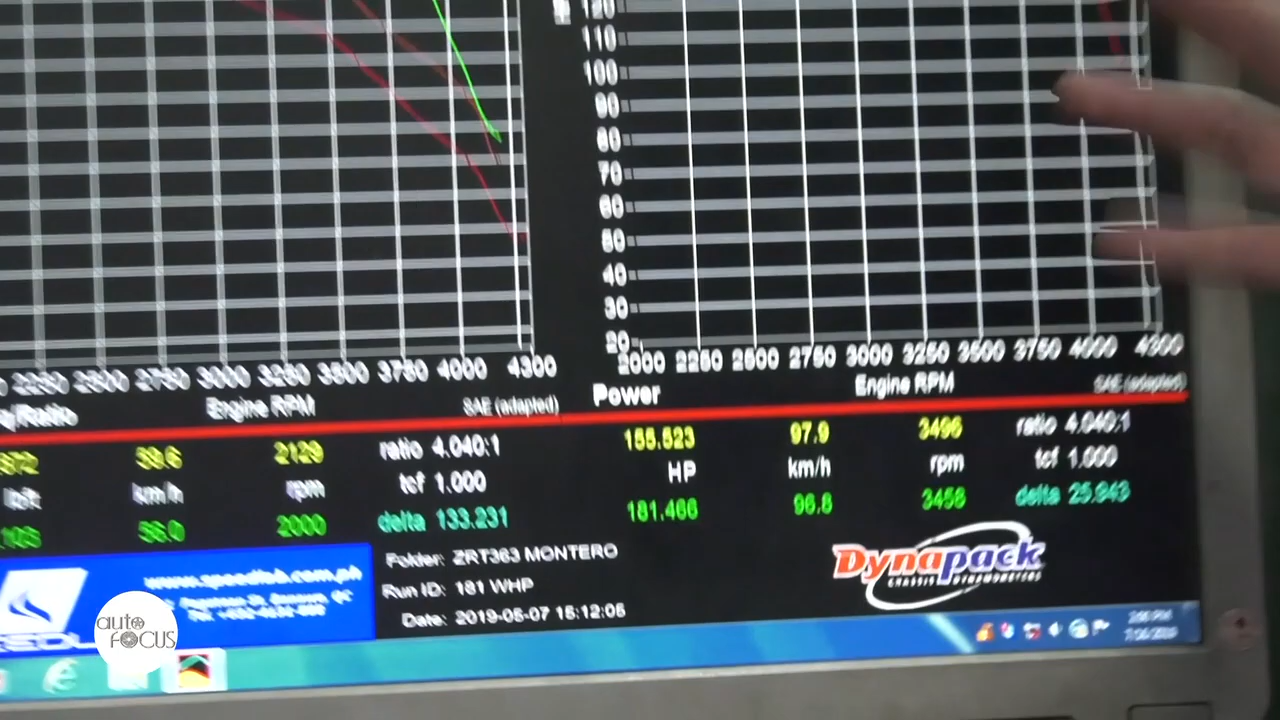 120
110
100
90
80
70
60
50
40
30
20
2250 2500 2750 3000 3250 3500 3750 4000 4300
Engine RPM SAE (adapted)
2000 2250 2500 2750 3000 3250 3500 3750 4000 4300
Power Engine RPM SAE (adapted)
39.6 2129 ratio 4.040:1
km/h rpm tcf 1.000
2000 delta 133.231
155.523 97.9 3496 ratio 4.040:1
HP km/h rpm tcf 1.000
181.466 96.8 3458 delta 25.943
www.speedlab.com.ph
Folder: ZRT363 MONTERO
Run ID: 181 WHP
Date: 2019-05-07 15:12:05
Dynapack
CHASSIS DYNAMOMETERS
auto
FOCUS